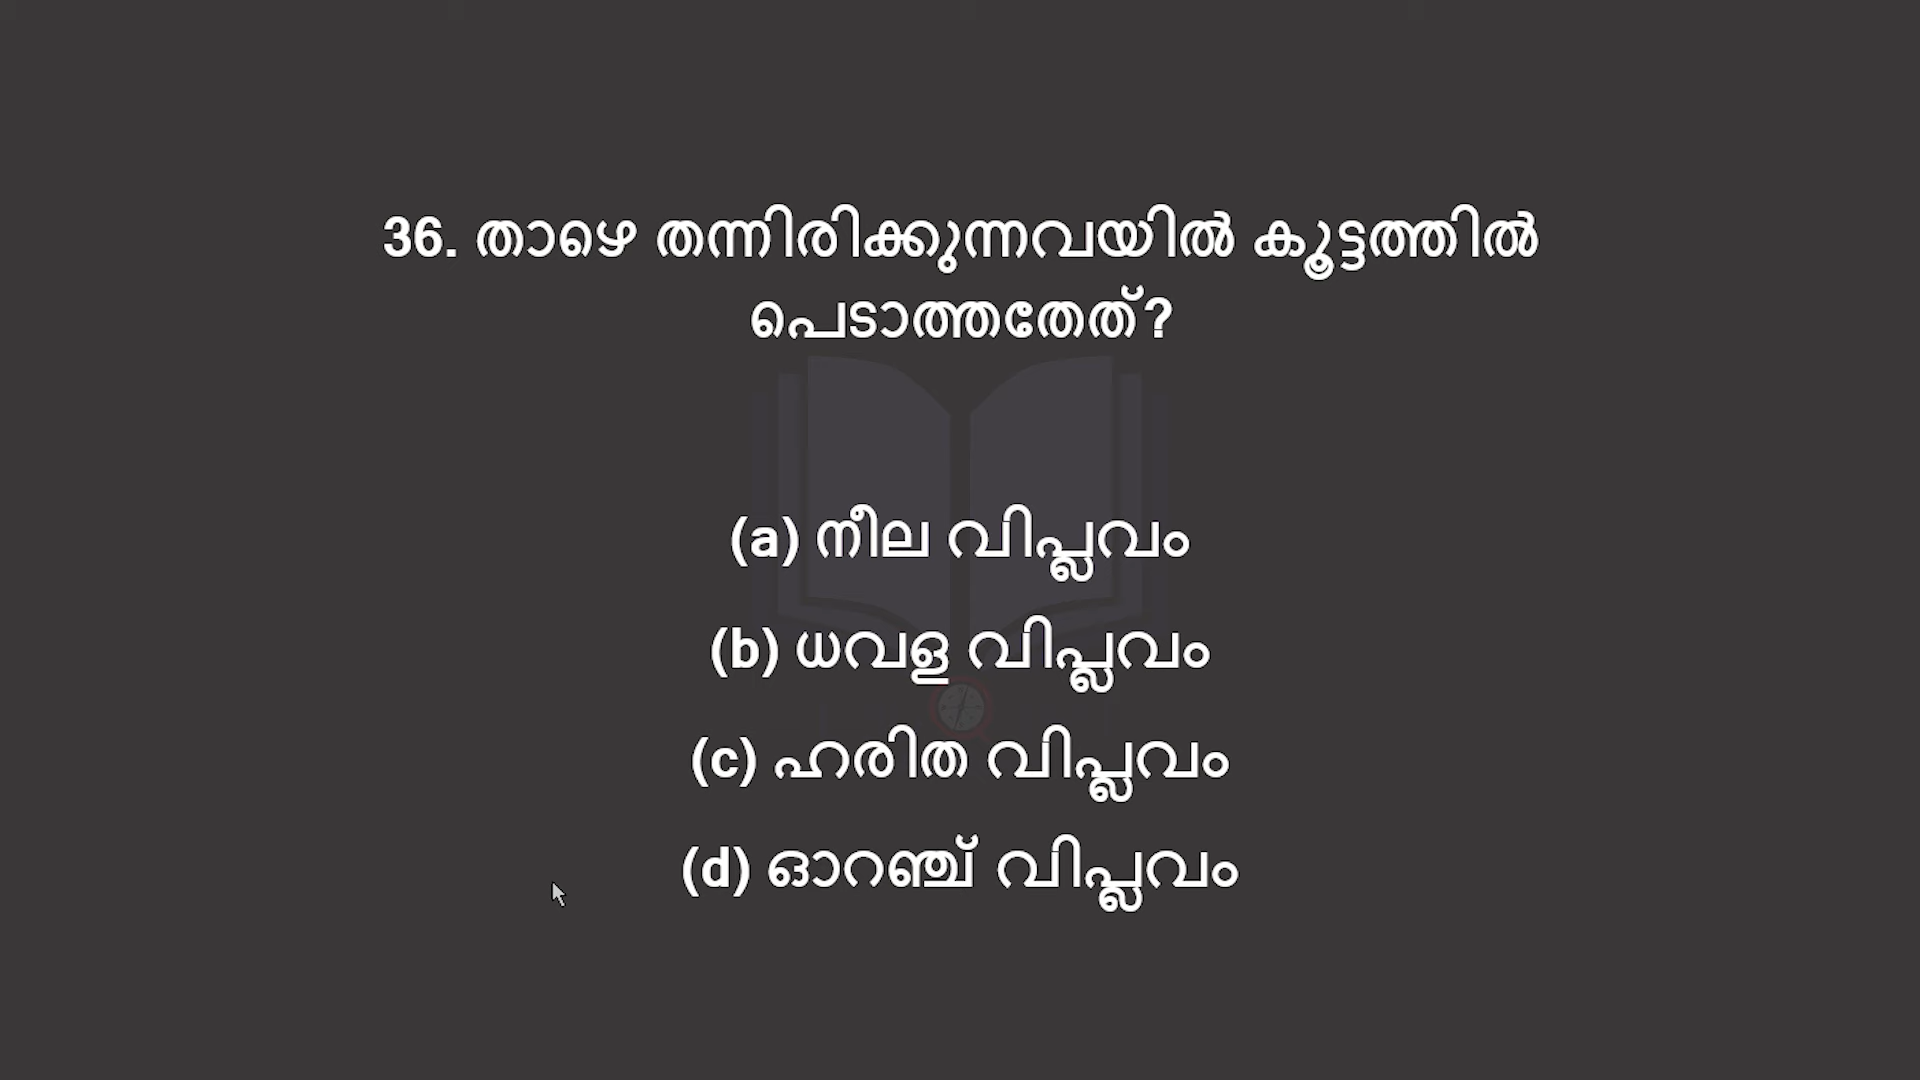 36. താഴെ തന്നിരിക്കുന്നവയിൽ കൂട്ടത്തിൽ
പെടാത്തതേത്?
(a) നീല വിപ്ലവം
(b) ധവള വിപ്ലവം
(c) ഹരിത വിപ്ലവം
(d) ഓറഞ്ച് വിപ്ലവം